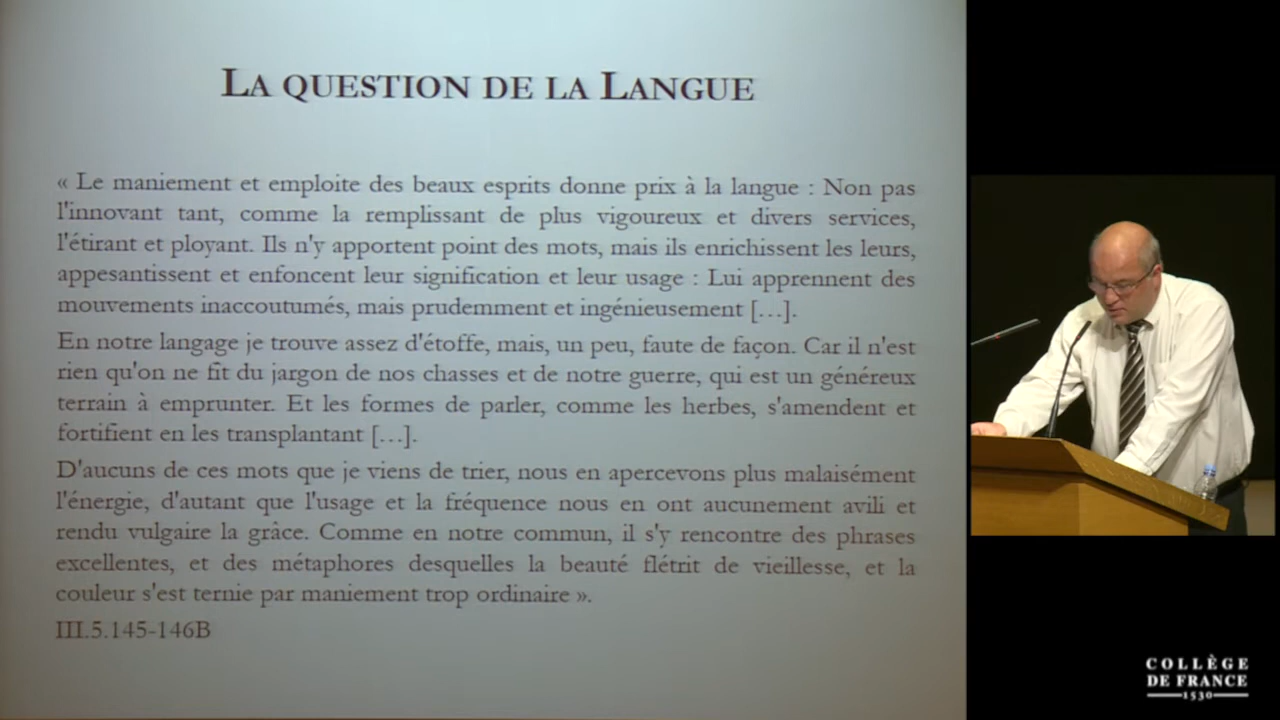 LA QUESTION DE LA LANGUE
« Le maniement et emploite des beaux esprits donne prix à la langue : Non pas
l'innovant tant, comme la remplissant de plus vigoureux et divers services,
l'étirant et ployant. Ils n'y apportent point des mots, mais ils enrichissent les leurs,
appesantissent et enfoncent leur signification et leur usage : Lui apprennent des
mouvements inaccoutumés, mais prudemment et ingénieusement […].
En notre langage je trouve assez d'étoffe, mais, un peu, faute de façon. Car il n'est
rien qu'on ne fit du jargon de nos chasses et de notre guerre, qui est un généreux
terrain à emprunter. Et les formes de parler, comme les herbes, s'amendent et
fortifient en les transplantant […].
D'aucuns de ces mots que je viens de trier, nous en apercevons plus malaisément
l'énergie, d'autant que l'usage et la fréquence nous en ont aucunement avili et
rendu vulgaire la grâce. Comme en notre commun, il s'y rencontre des phrases
excellentes, et des métaphores desquelles la beauté flétrit de vieillesse, et la
couleur s'est ternie par maniement trop ordinaire ».
III.5.145-146B
COLLÈGE
DE FRANCE
1530